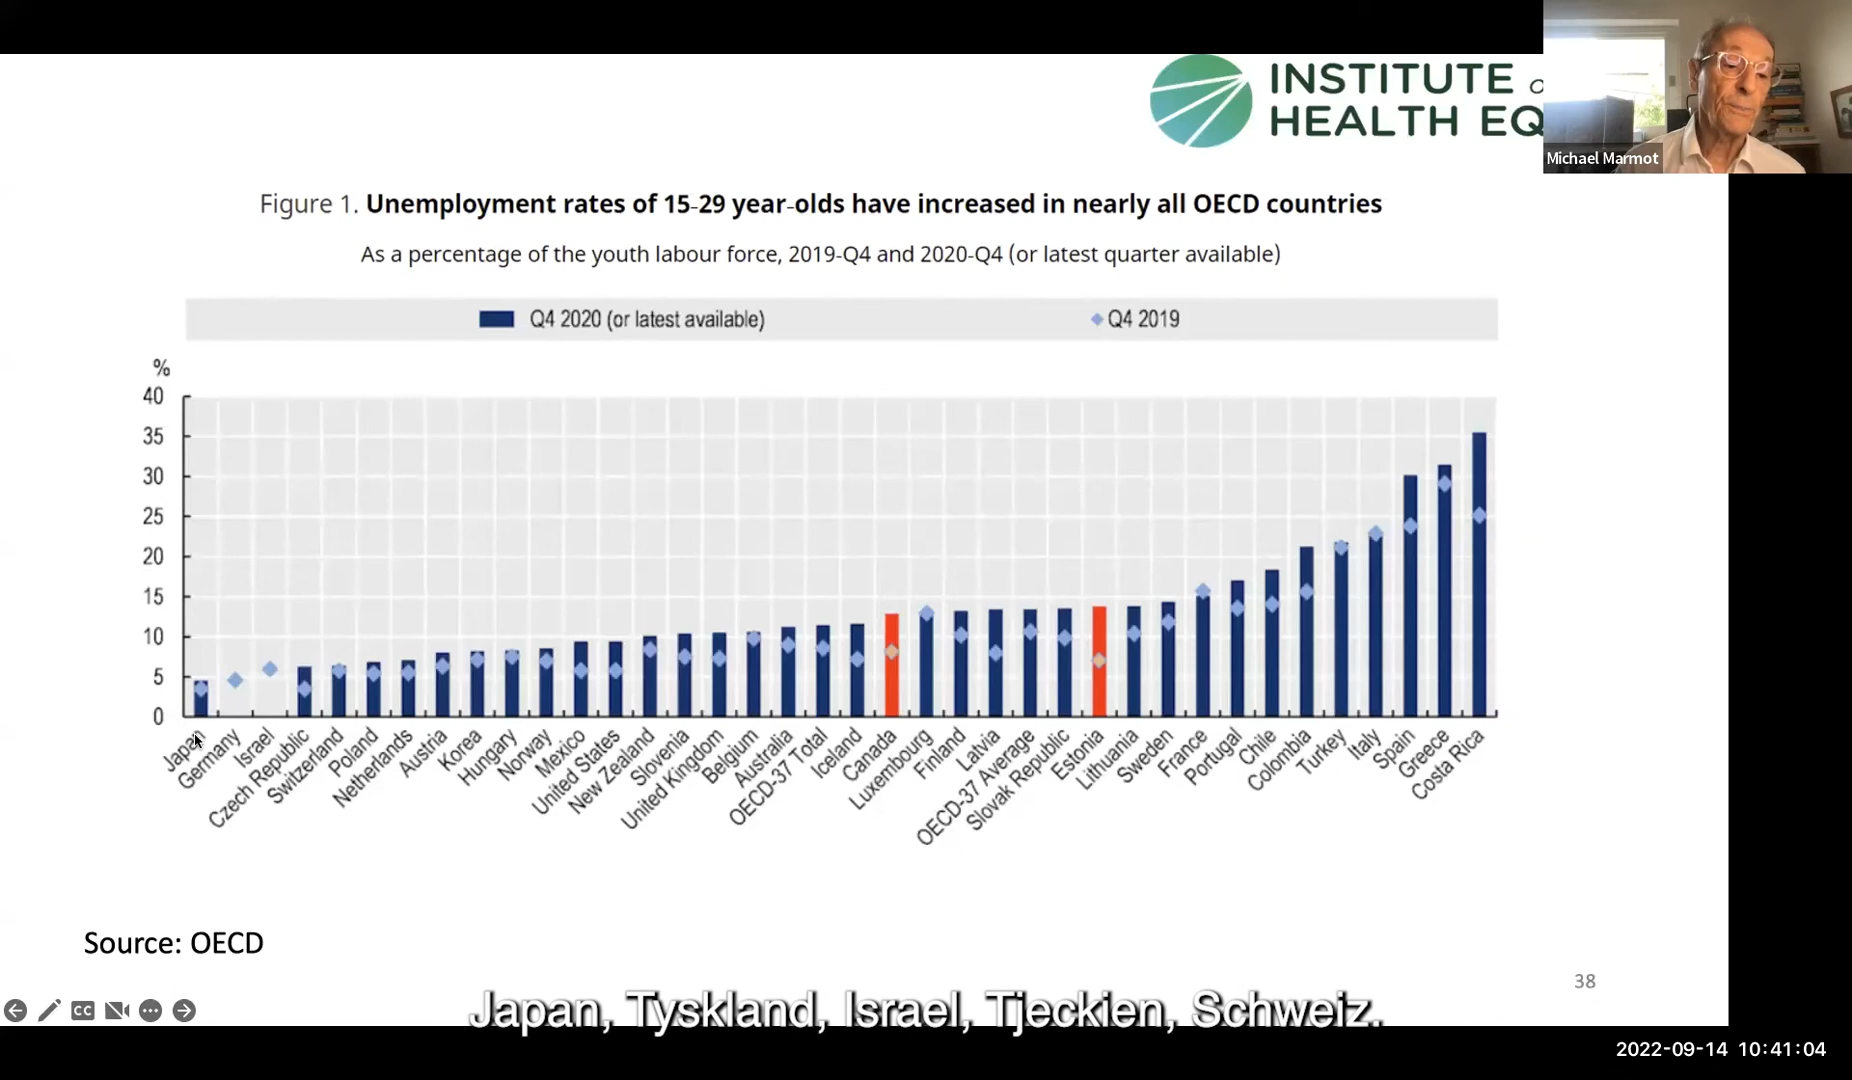 INSTITUTE o
HEALTH EQ
Michael Marmot
Figure 1. Unemployment rates of 15-29 year-olds have increased in nearly all OECD countries
As a percentage of the youth labour force, 2019-Q4 and 2020-Q4 (or latest quarter available)
Q4 2020 (or latest available)
Q4 2019
%
40
35
30
25
20
15
10
5
0
Japan
Germany
Israel
Czech Republic
Switzerland
Poland
Netherlands
Austria
Korea
Hungary
Norway
Mexico
United States
New Zealand
Slovenia
United Kingdom
Belgium
Australia
OECD-37 Total
Iceland
Canada
Luxembourg
Finland
Latvia
OECD-37 Average
Slovak Republic
Estonia
Lithuania
Sweden
France
Portugal
Chile
Colombia
Turkey
Italy
Spain
Greece
Costa Rica
Source: OECD
38
CC
Japan, Tyskland, Israel, Tjeckien, Schweiz.
2022-09-14 10:41:04